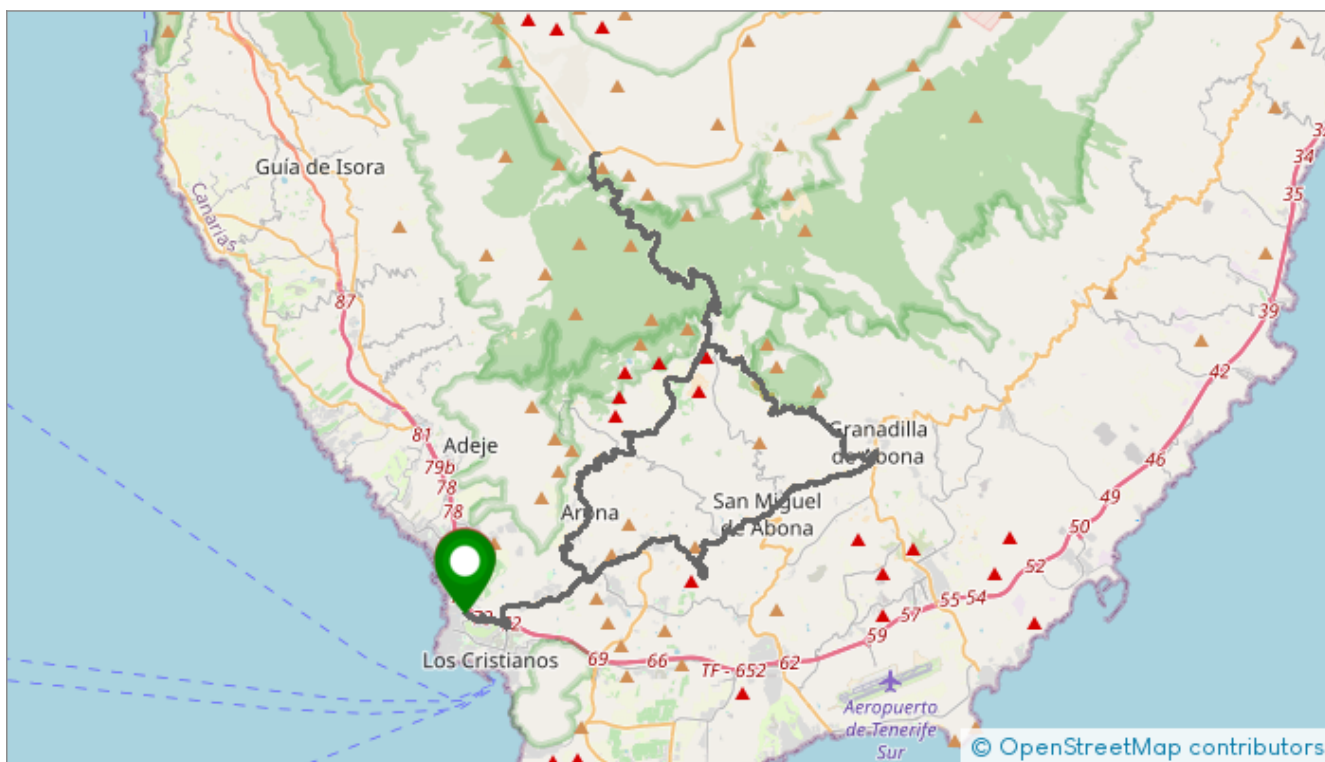 32
34
35
Guía de Isora
Canarias
87
39
42
81
Adeje
79b
78
78
Granadilla
de Abona
46
49
50
San Miguel
de Abona
Arona
52
55 54
57
59
72
Los Cristianos
69
66
TF - 652
62
Aeropuerto
de Tenerife
Sur
© OpenStreetMap contributors